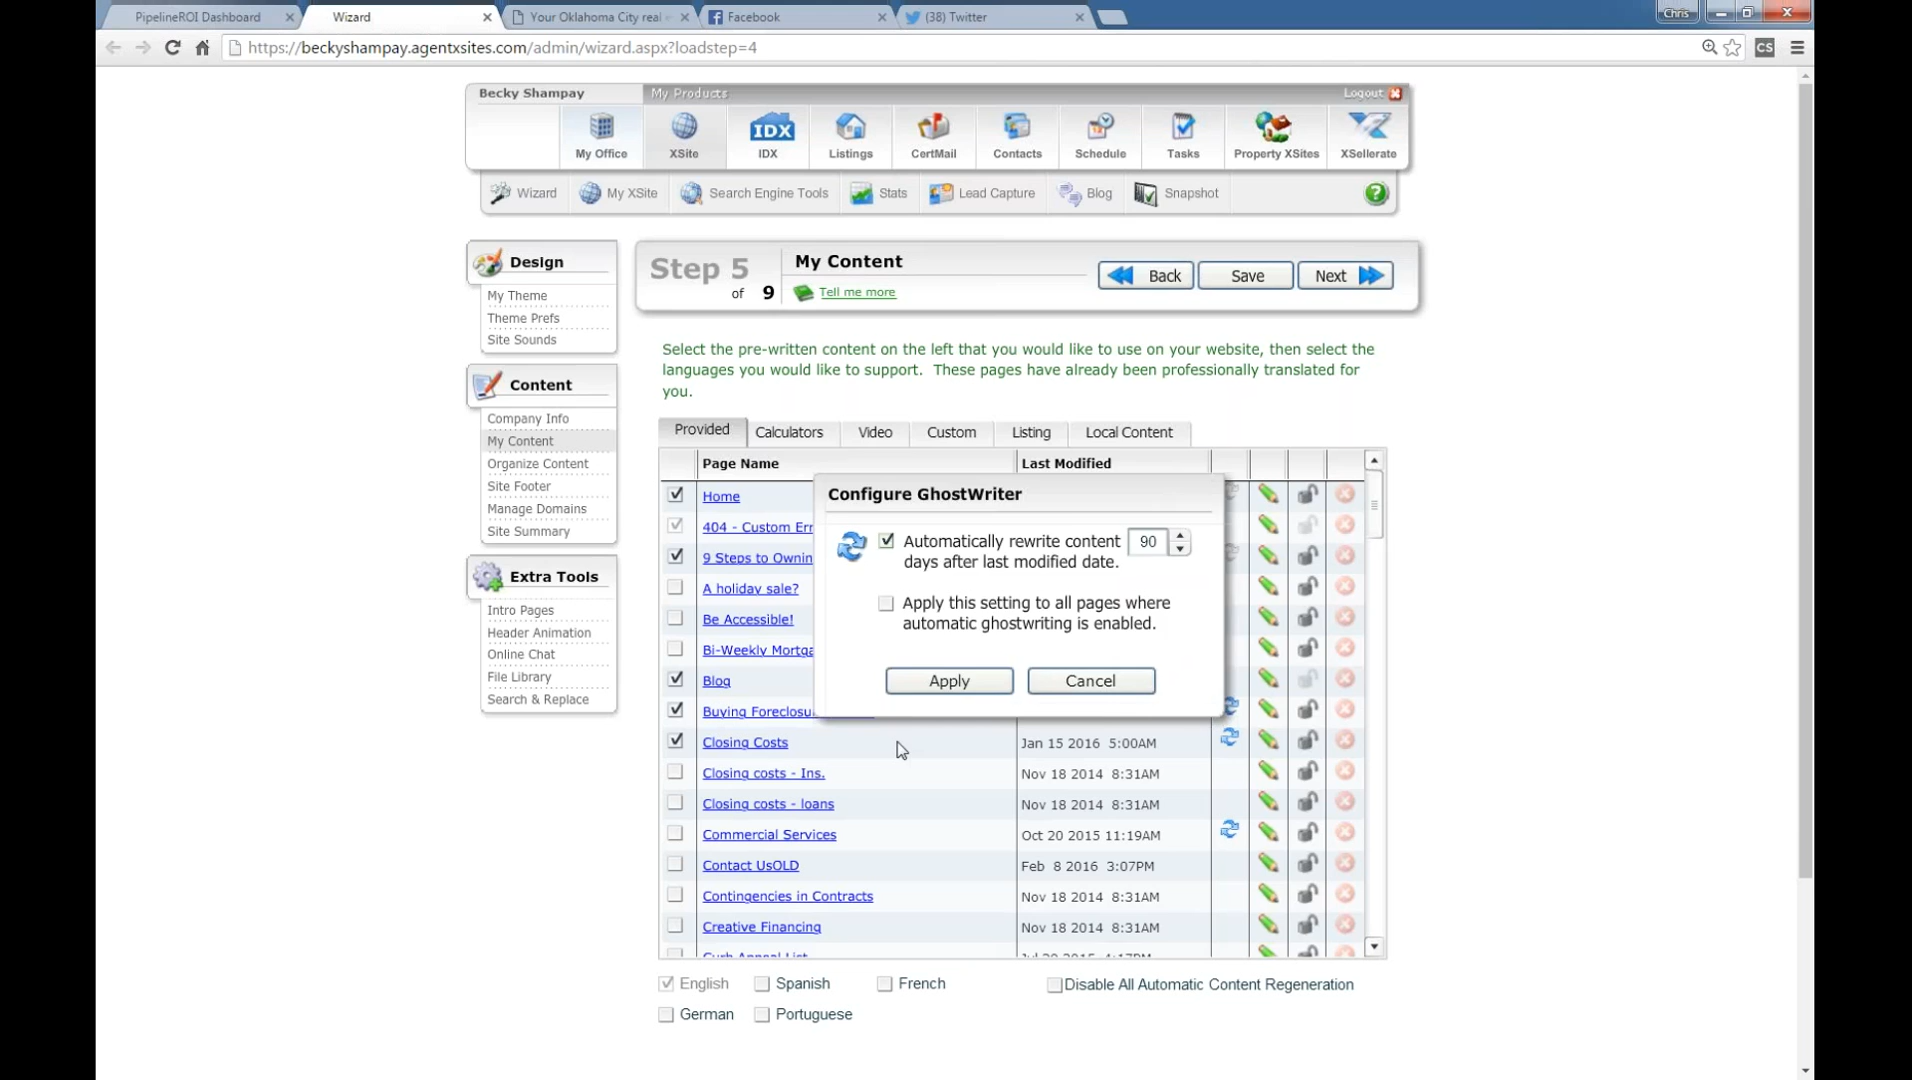 PipelineROI Dashboard
Wizard
Your Oklahoma City real
Facebook
(38) Twitter
Chris
https://beckyshampay.agentxsites.com/admin/wizard.aspx?loadstep=4
CS
Becky Shampay
My Products
Logout
My Office
XSite
IDX
IDX
Listings
CertMail
Contacts
Schedule
Tasks
Property XSites
XSellerate
Wizard
My XSite
Search Engine Tools
Stats
Lead Capture
Blog
Snapshot
?
Design
My Theme
Theme Prefs
Site Sounds
Content
Company Info
My Content
Organize Content
Site Footer
Manage Domains
Site Summary
Extra Tools
Intro Pages
Header Animation
Online Chat
File Library
Search & Replace
Step 5
of 9
My Content
Tell me more
Back
Save
Next
Select the pre-written content on the left that you would like to use on your website, then select the
languages you would like to support. These pages have already been professionally translated for
you.
Provided
Calculators
Video
Custom
Listing
Local Content
Page Name
Last Modified
Home
404 - Custom Err
9 Steps to Ownin
A holiday sale?
Be Accessible!
Bi-Weekly Mortga
Blog
Buying Foreclosu
Closing Costs
Jan 15 2016 5:00AM
Closing costs - Ins.
Nov 18 2014 8:31AM
Closing costs - loans
Nov 18 2014 8:31AM
Commercial Services
Oct 20 2015 11:19AM
Contact UsOLD
Feb 8 2016 3:07PM
Contingencies in Contracts
Nov 18 2014 8:31AM
Creative Financing
Nov 18 2014 8:31AM
Configure GhostWriter
Automatically rewrite content 90
days after last modified date.
Apply this setting to all pages where
automatic ghostwriting is enabled.
Apply
Cancel
English
Spanish
French
Disable All Automatic Content Regeneration
German
Portuguese